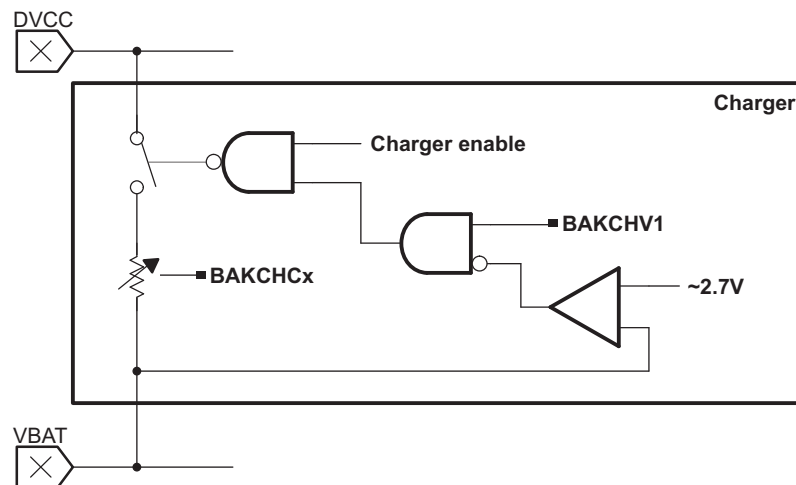 DVCC
Charger
Charger enable
BAKCHV1
BAKCHCx
~2.7V
VBAT